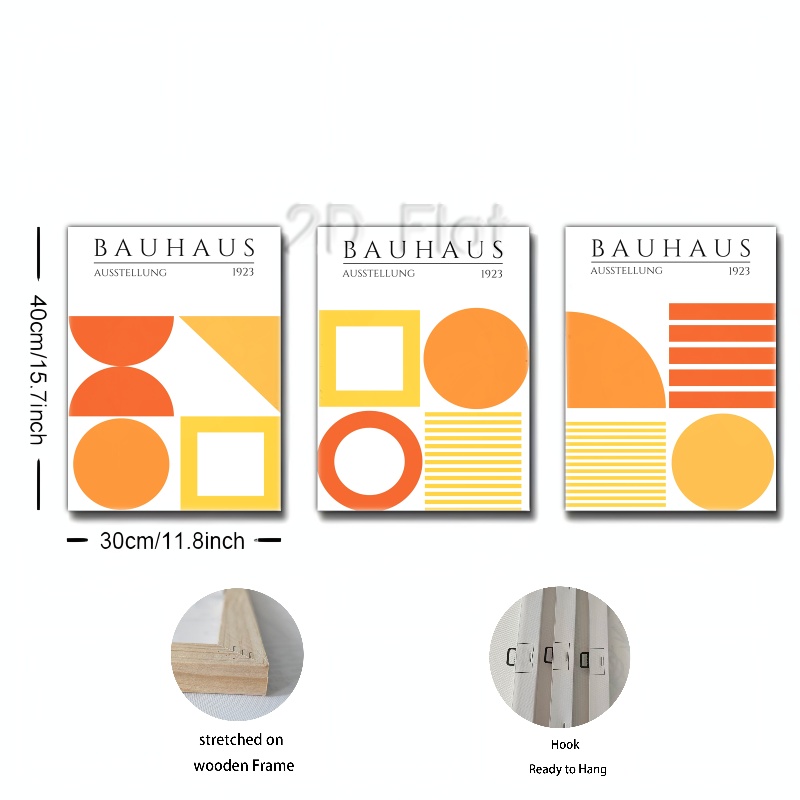 2P Flat
BAUHAUS
AUSSTELLUNG 1923
BAUHAUS
AUSSTELLUNG 1923
BAUHAUS
AUSSTELLUNG 1923
40cm/15.7inch
30cm/11.8inch
stretched on
wooden Frame
Hook
Ready to Hang